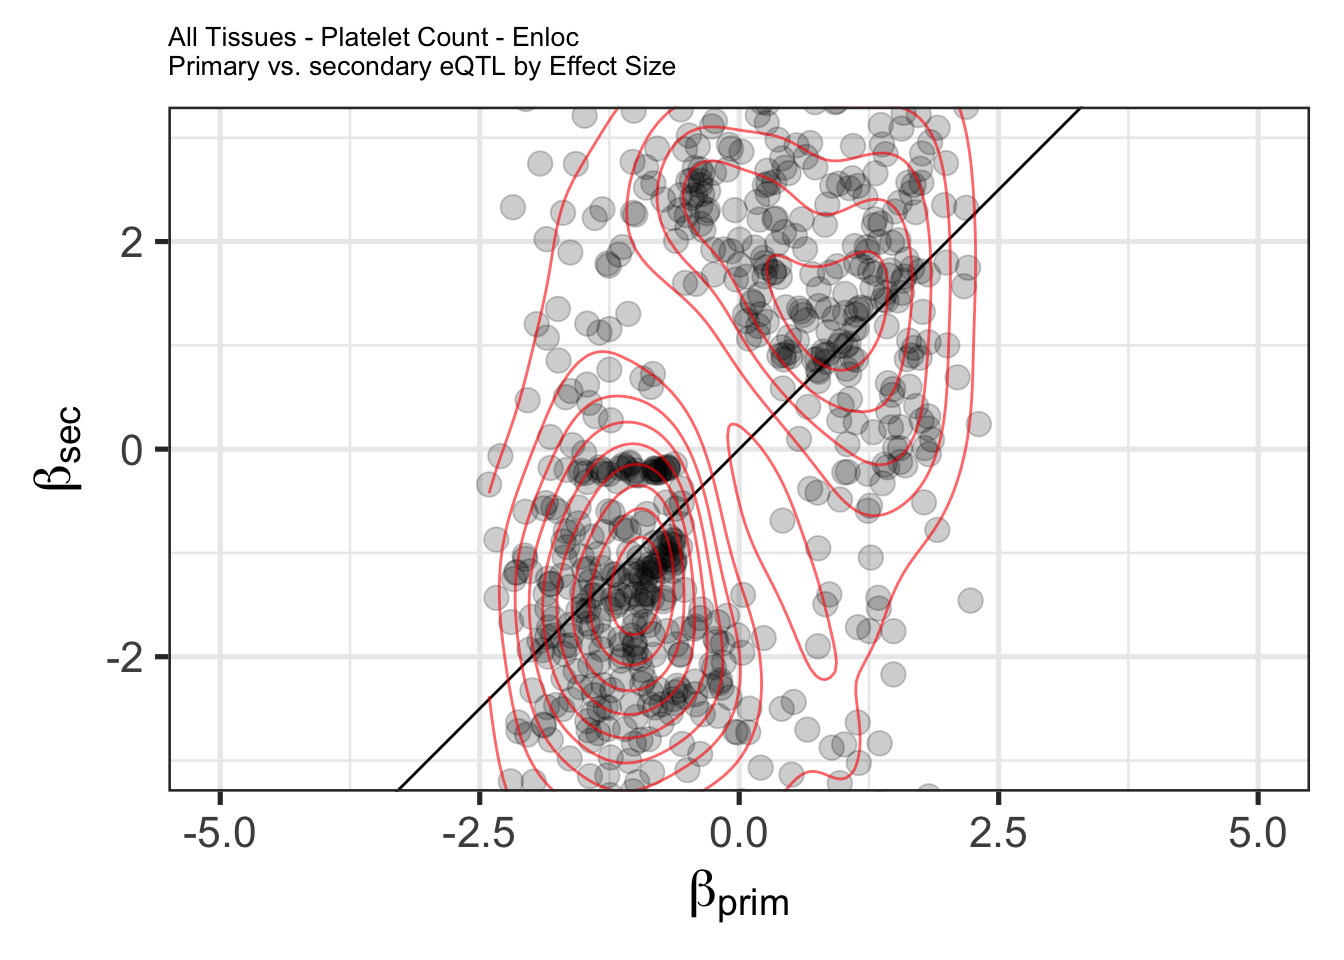 All Tissues - Platelet Count - Enloc
Primary vs. secondary eQTL by Effect Size
2
0
-2
βsec
-5.0 -2.5 0.0 2.5 5.0
βprim